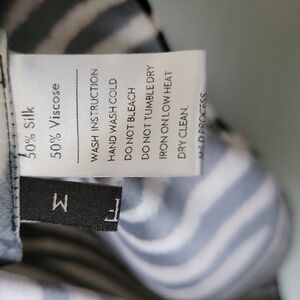 50% Silk
50% Viscose
WASH INSTRUCTION
HAND WASH COLD
DO NOT BLEACH
DO NOT TUMBLE DRY
IRON ON LOW HEAT
DRY CLEAN.
MILD PROCESS
M